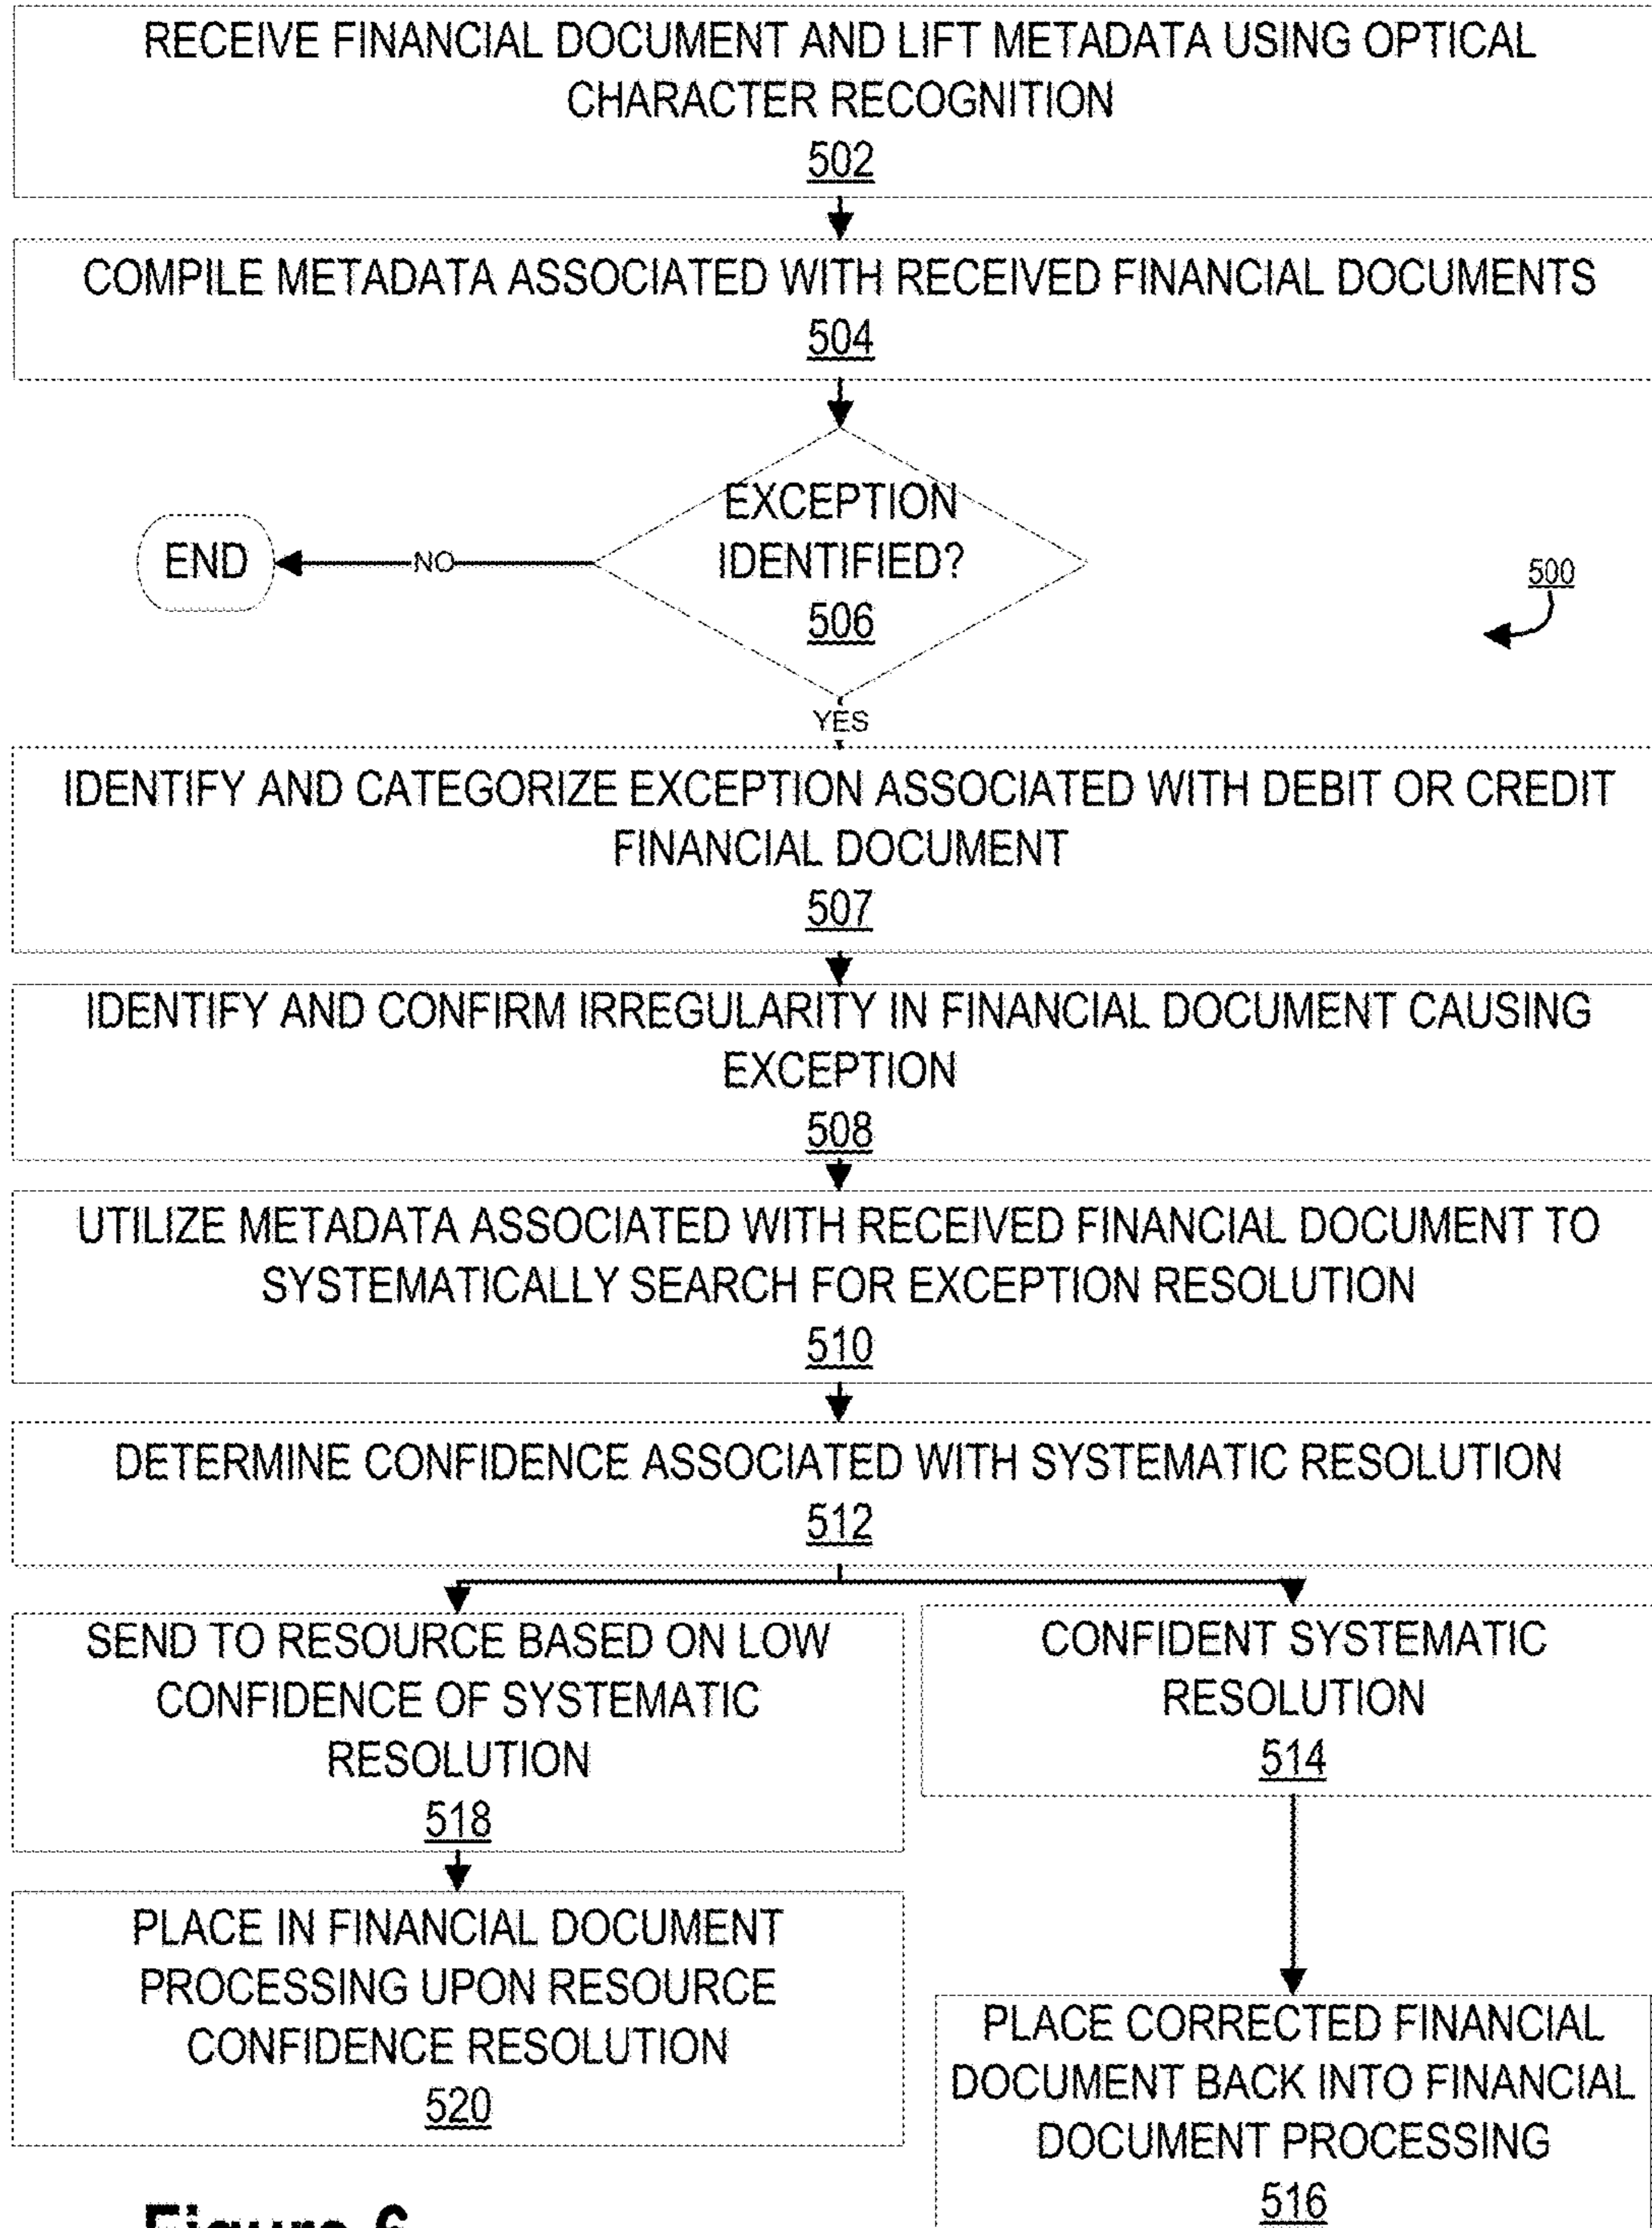 RECEIVE FINANCIAL DOCUMENT AND LIFT METADATA USING OPTICAL
CHARACTER RECOGNITION
502
COMPILE METADATA ASSOCIATED WITH RECEIVED FINANCIAL DOCUMENTS
504
EXCEPTION
IDENTIFIED?
506
NO
END
500
YES
IDENTIFY AND CATEGORIZE EXCEPTION ASSOCIATED WITH DEBIT OR CREDIT
FINANCIAL DOCUMENT
507
IDENTIFY AND CONFIRM IRREGULARITY IN FINANCIAL DOCUMENT CAUSING
EXCEPTION
508
UTILIZE METADATA ASSOCIATED WITH RECEIVED FINANCIAL DOCUMENT TO
SYSTEMATICALLY SEARCH FOR EXCEPTION RESOLUTION
510
DETERMINE CONFIDENCE ASSOCIATED WITH SYSTEMATIC RESOLUTION
512
SEND TO RESOURCE BASED ON LOW
CONFIDENCE OF SYSTEMATIC
RESOLUTION
518
CONFIDENT SYSTEMATIC
RESOLUTION
514
PLACE IN FINANCIAL DOCUMENT
PROCESSING UPON RESOURCE
CONFIDENCE RESOLUTION
520
PLACE CORRECTED FINANCIAL
DOCUMENT BACK INTO FINANCIAL
DOCUMENT PROCESSING
516
Figure 6